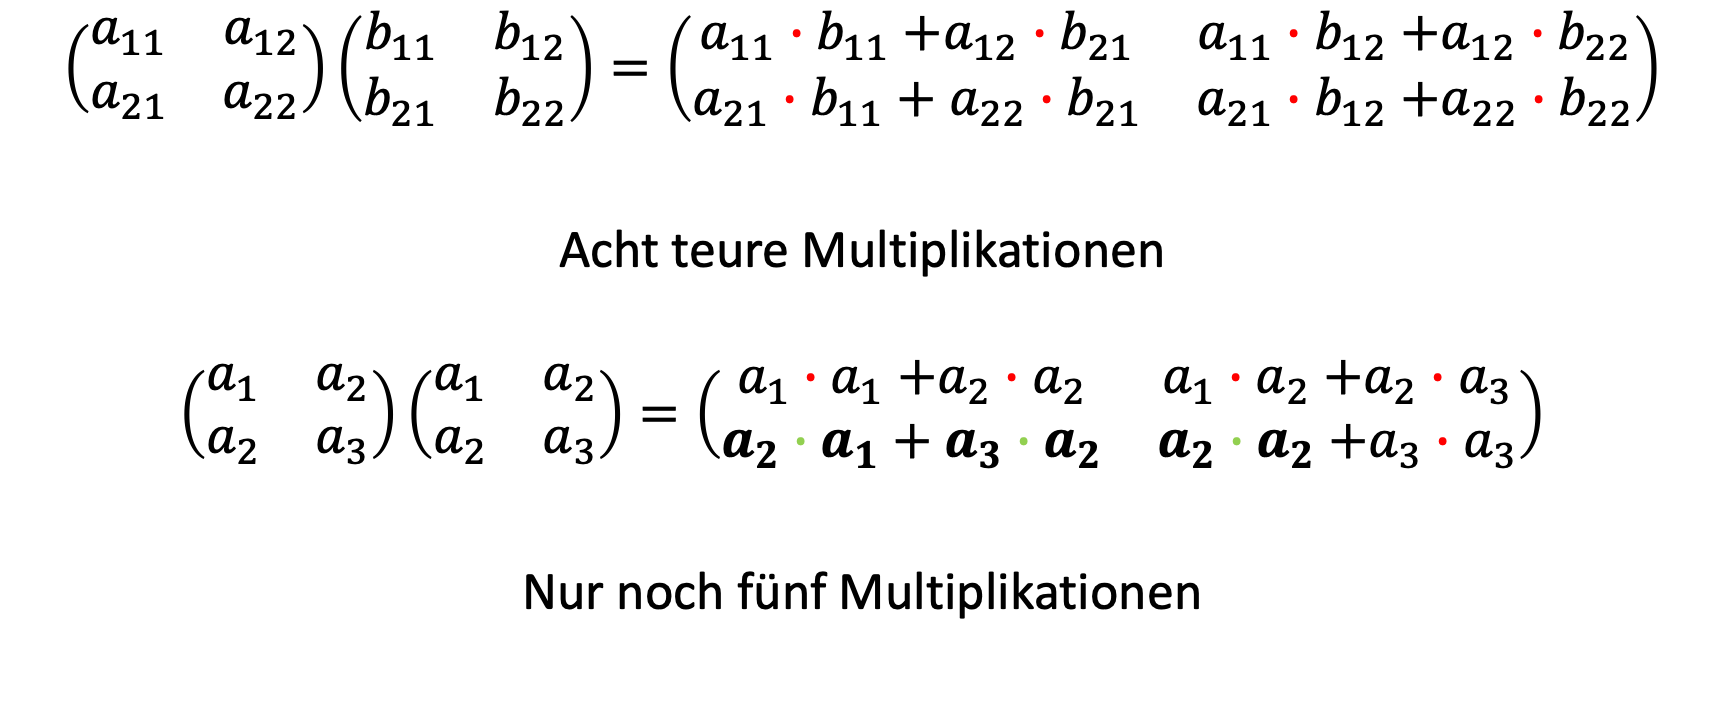 (a₁₁ a₁₂) (b₁₁ b₁₂) = (a₁₁ · b₁₁ +a₁₂ · b₂₁ a₁₁ · b₁₂ +a₁₂ · b₂₂)
(a₂₁ a₂₂) (b₂₁ b₂₂) (a₂₁ · b₁₁ + a₂₂ · b₂₁ a₂₁ · b₁₂ +a₂₂ · b₂₂)
Acht teure Multiplikationen
(a₁ a₂) (a₁ a₂) = (a₁ · a₁ +a₂ · a₂ a₁ · a₂ +a₂ · a₃)
(a₂ a₃) (a₂ a₃) (a₂ · a₁ + a₃ · a₂ a₂ · a₂ +a₃ · a₃)
Nur noch fünf Multiplikationen